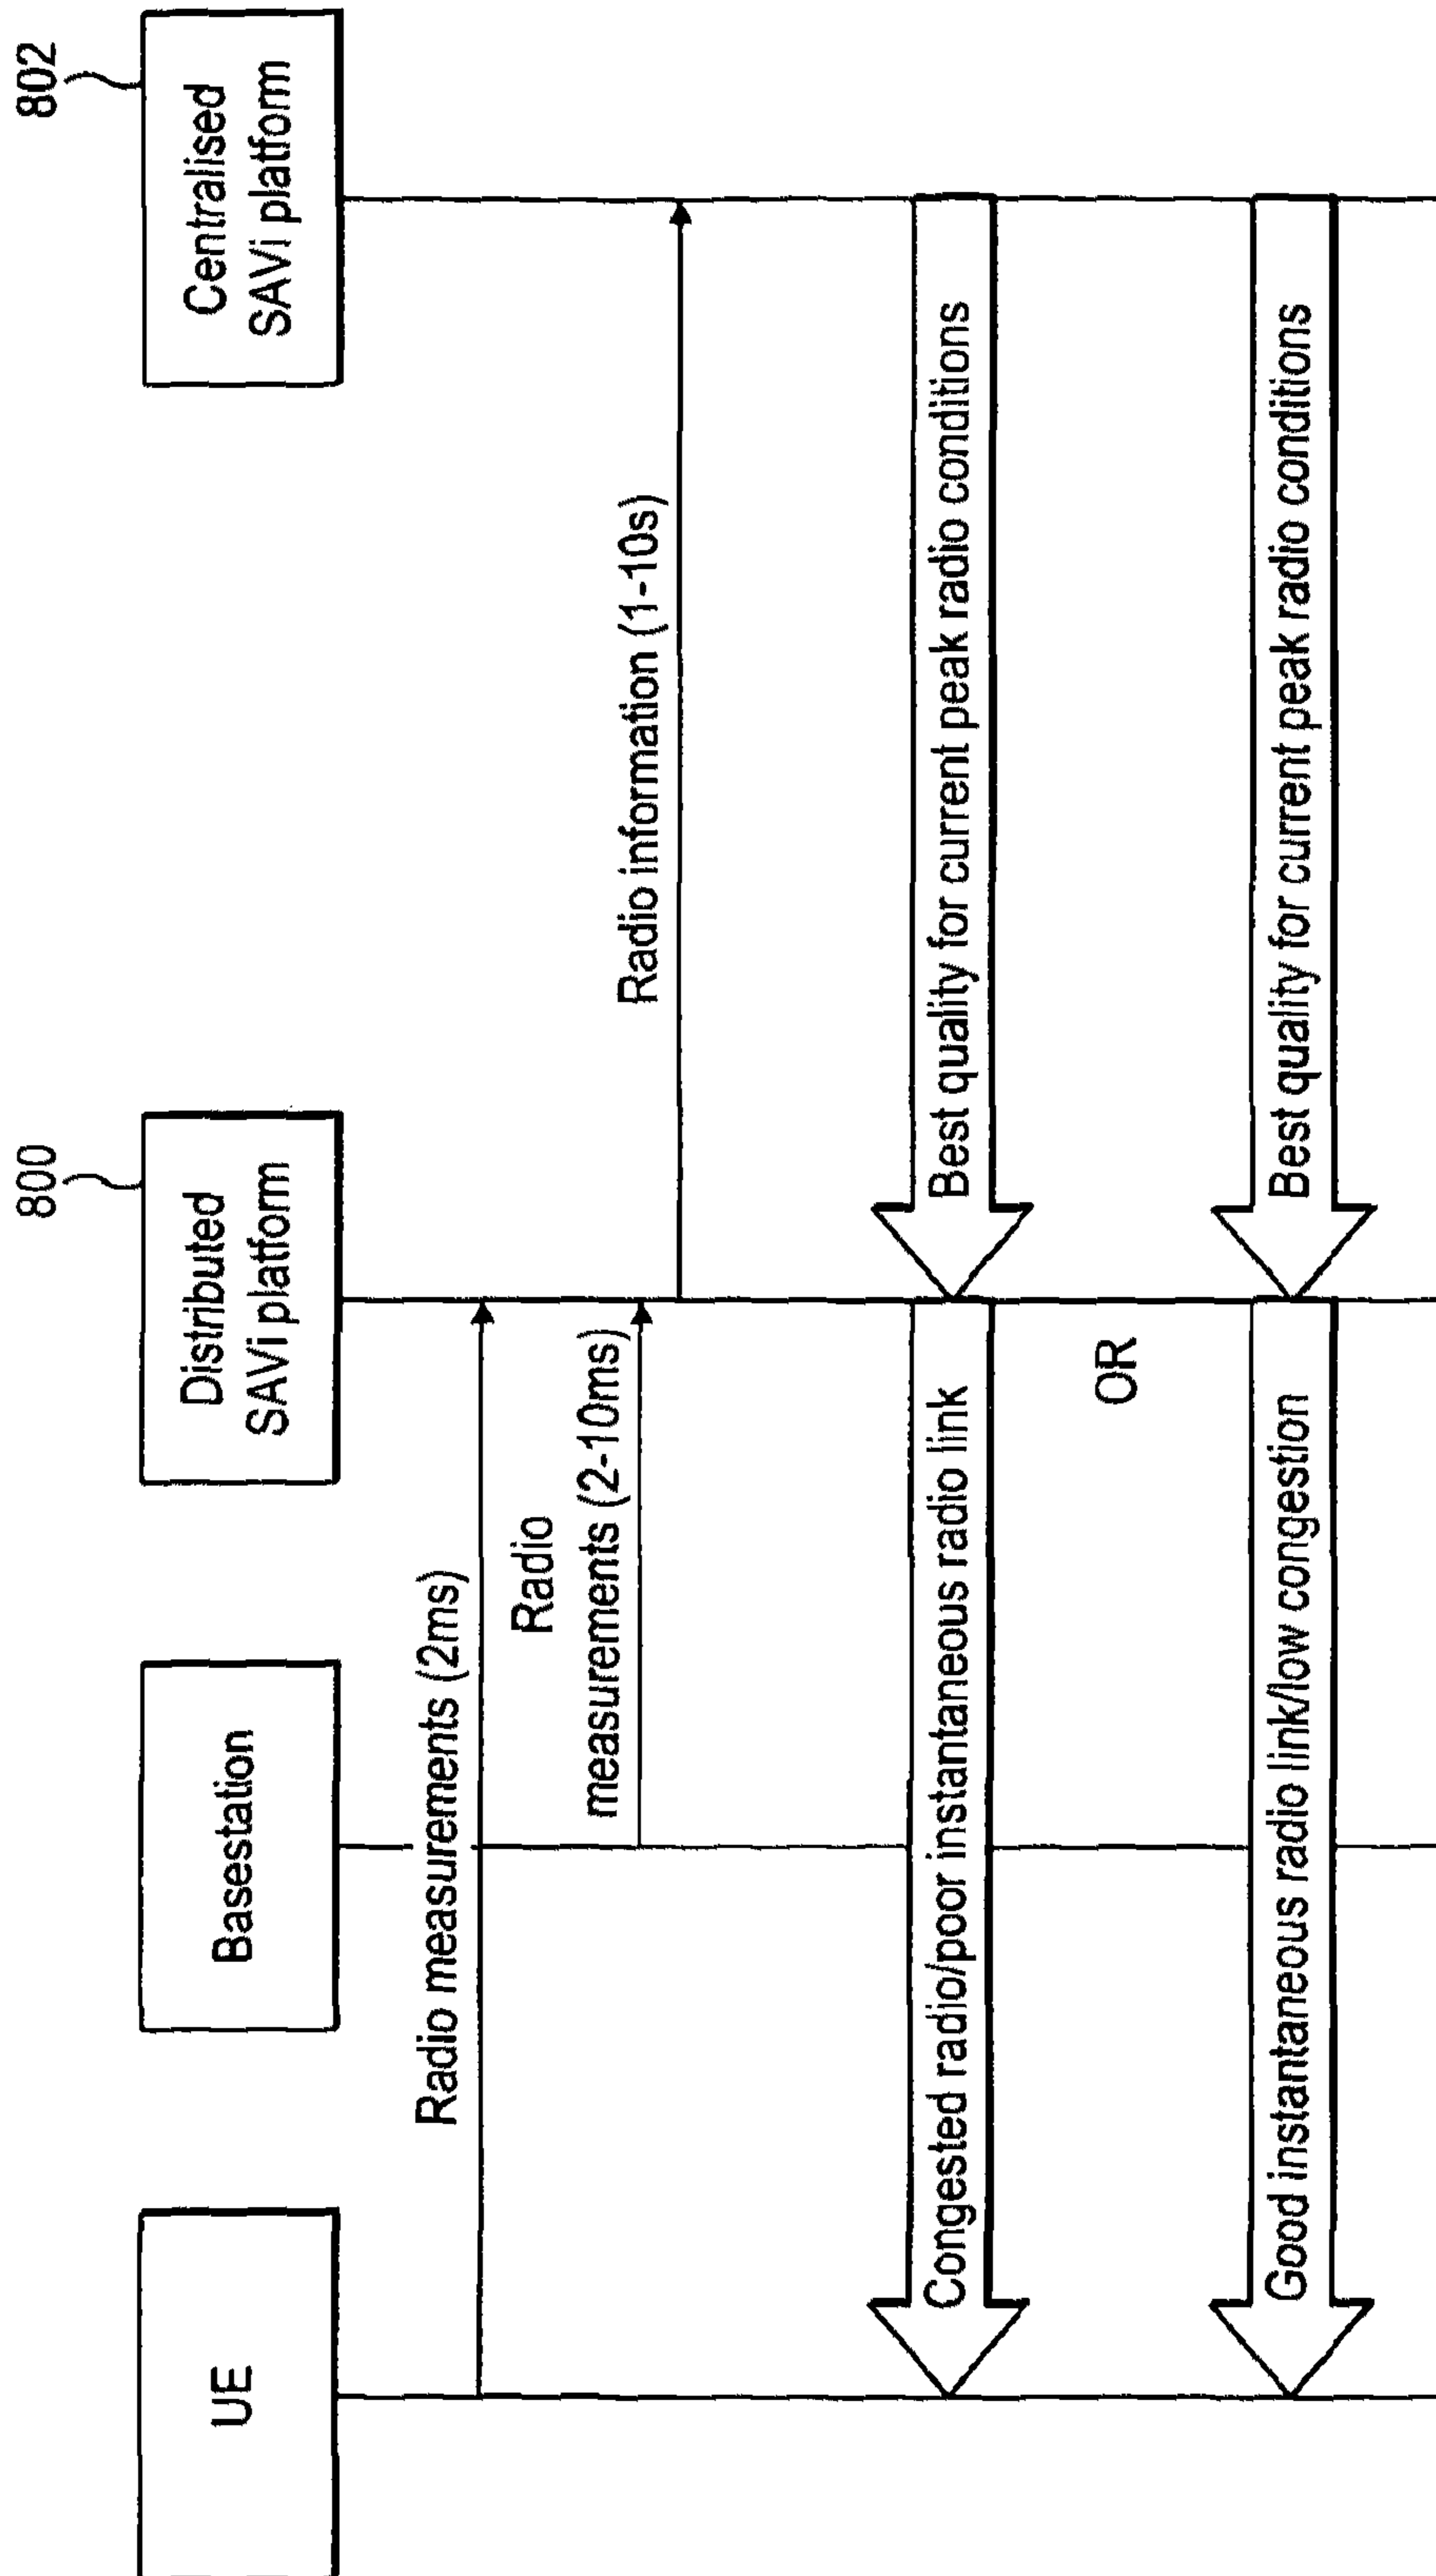 800
802
UE
Basestation
Distributed
SAVi platform
Centralised
SAVi platform
Radio measurements (2ms)
Radio
measurements (2-10ms)
Radio information (1-10s)
Congested radio/poor instantaneous radio link
Best quality for current peak radio conditions
OR
Good instantaneous radio link/low congestion
Best quality for current peak radio conditions